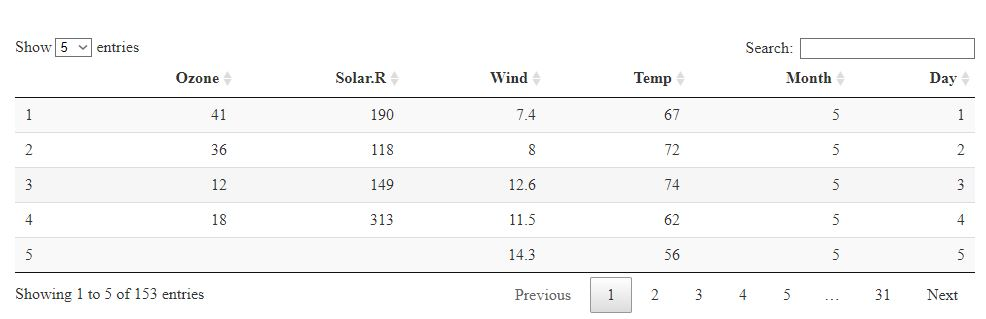 Show 5 entries Search:
Ozone Solar.R Wind Temp Month Day
1 41 190 7.4 67 5 1
2 36 118 8 72 5 2
3 12 149 12.6 74 5 3
4 18 313 11.5 62 5 4
5 14.3 56 5 5
Showing 1 to 5 of 153 entries Previous 1 2 3 4 5 … 31 Next